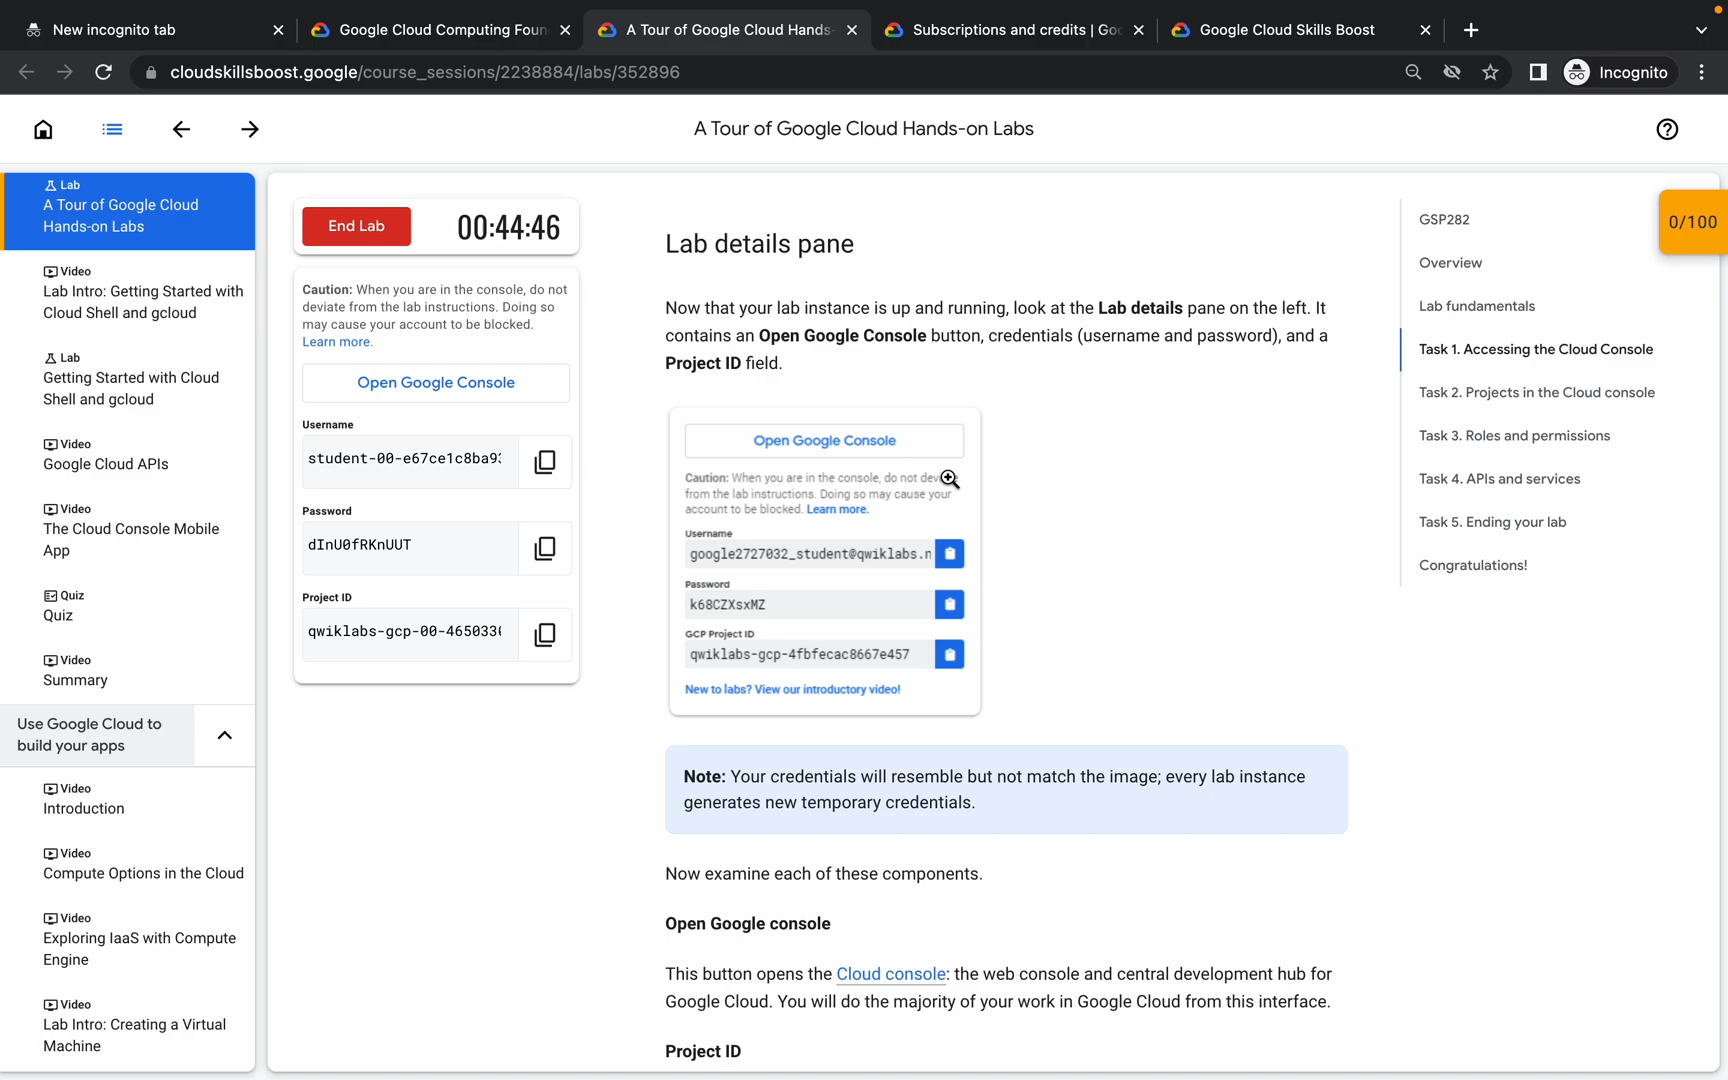 New incognito tab
Google Cloud Computing Foun
A Tour of Google Cloud Hands-
Subscriptions and credits | Goo
Google Cloud Skills Boost
cloudskillsboost.google/course_sessions/2238884/labs/352896
Incognito
A Tour of Google Cloud Hands-on Labs
Lab
A Tour of Google Cloud
Hands-on Labs
Video
Lab Intro: Getting Started with
Cloud Shell and gcloud
Lab
Getting Started with Cloud
Shell and gcloud
Video
Google Cloud APIs
Video
The Cloud Console Mobile
App
Quiz
Quiz
Video
Summary
Use Google Cloud to
build your apps
Video
Introduction
Video
Compute Options in the Cloud
Video
Exploring IaaS with Compute
Engine
Video
Lab Intro: Creating a Virtual
Machine
End Lab
00:44:46
Caution: When you are in the console, do not
deviate from the lab instructions. Doing so
may cause your account to be blocked.
Learn more.
Open Google Console
Username
student-00-e67ce1c8ba93
Password
dInU0fRKnUUT
Project ID
qwiklabs-gcp-00-4650330
Lab details pane
Now that your lab instance is up and running, look at the Lab details pane on the left. It
contains an Open Google Console button, credentials (username and password), and a
Project ID field.
Open Google Console
Caution: When you are in the console, do not dev
from the lab instructions. Doing so may cause your
account to be blocked. Learn more.
Username
google2727032_student@qwiklabs.n
Password
k68CZXsxMZ
GCP Project ID
qwiklabs-gcp-4fbfecac8667e457
New to labs? View our introductory video!
Note: Your credentials will resemble but not match the image; every lab instance
generates new temporary credentials.
Now examine each of these components.
Open Google console
This button opens the Cloud console: the web console and central development hub for
Google Cloud. You will do the majority of your work in Google Cloud from this interface.
Project ID
GSP282
Overview
Lab fundamentals
Task 1. Accessing the Cloud Console
Task 2. Projects in the Cloud console
Task 3. Roles and permissions
Task 4. APIs and services
Task 5. Ending your lab
Congratulations!
0/100